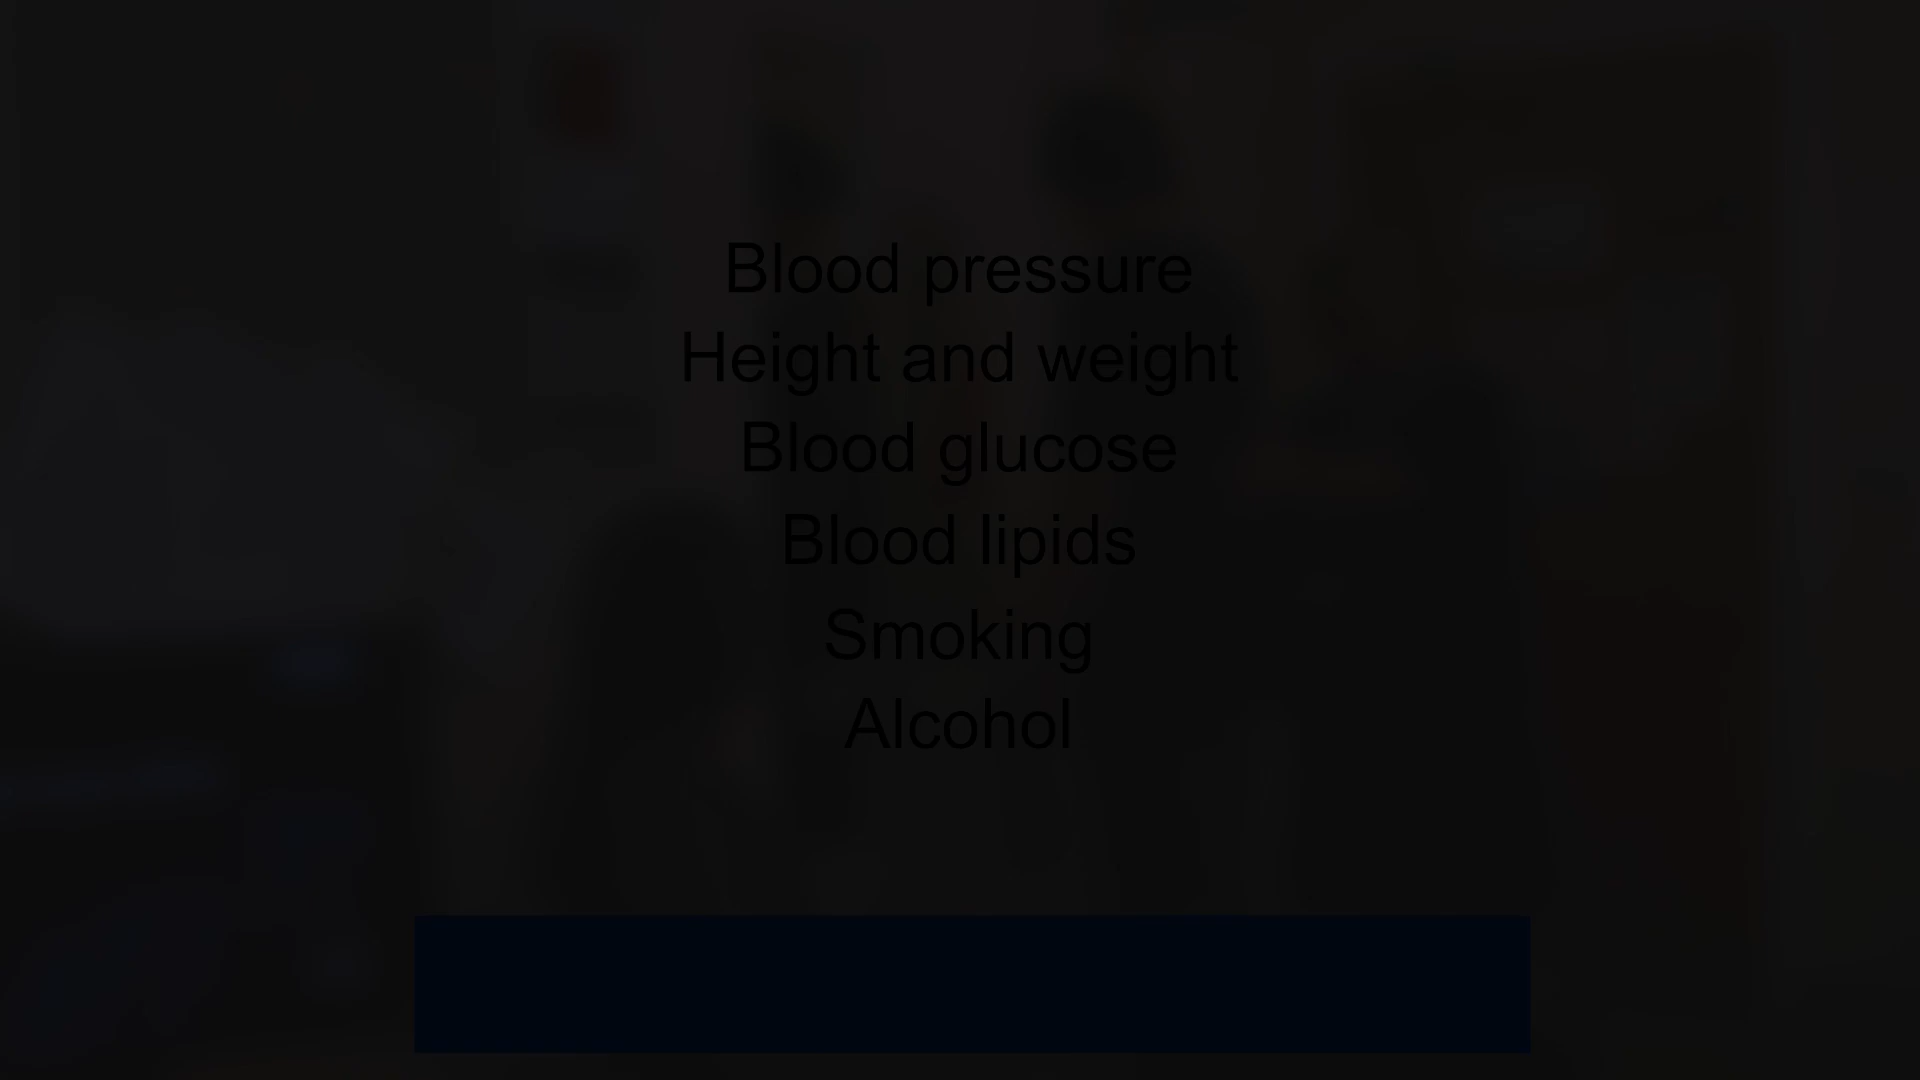 Blood pressure
Height and weight
Blood glucose
Blood lipids
Smoking
Alcohol